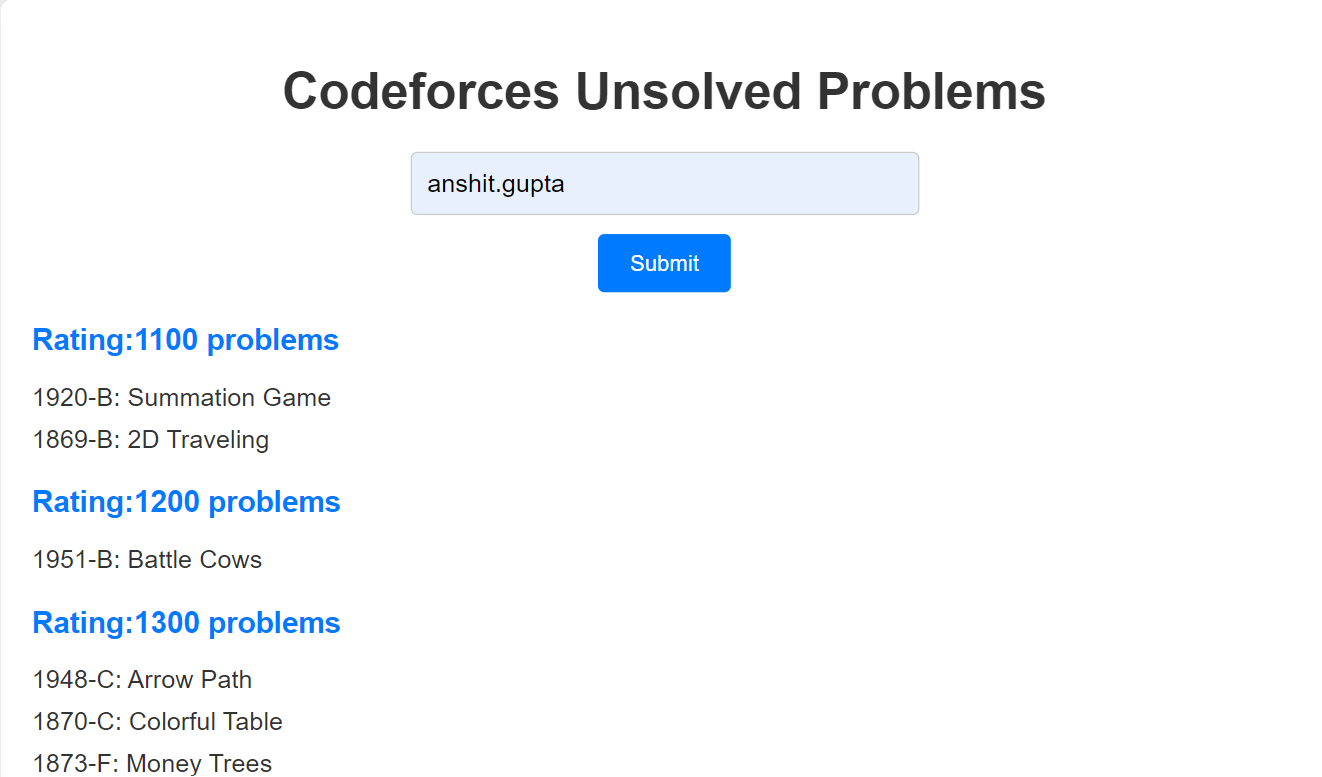 Codeforces Unsolved Problems
anshit.gupta
Submit
Rating:1100 problems
1920-B: Summation Game
1869-B: 2D Traveling
Rating:1200 problems
1951-B: Battle Cows
Rating:1300 problems
1948-C: Arrow Path
1870-C: Colorful Table
1873-F: Money Trees